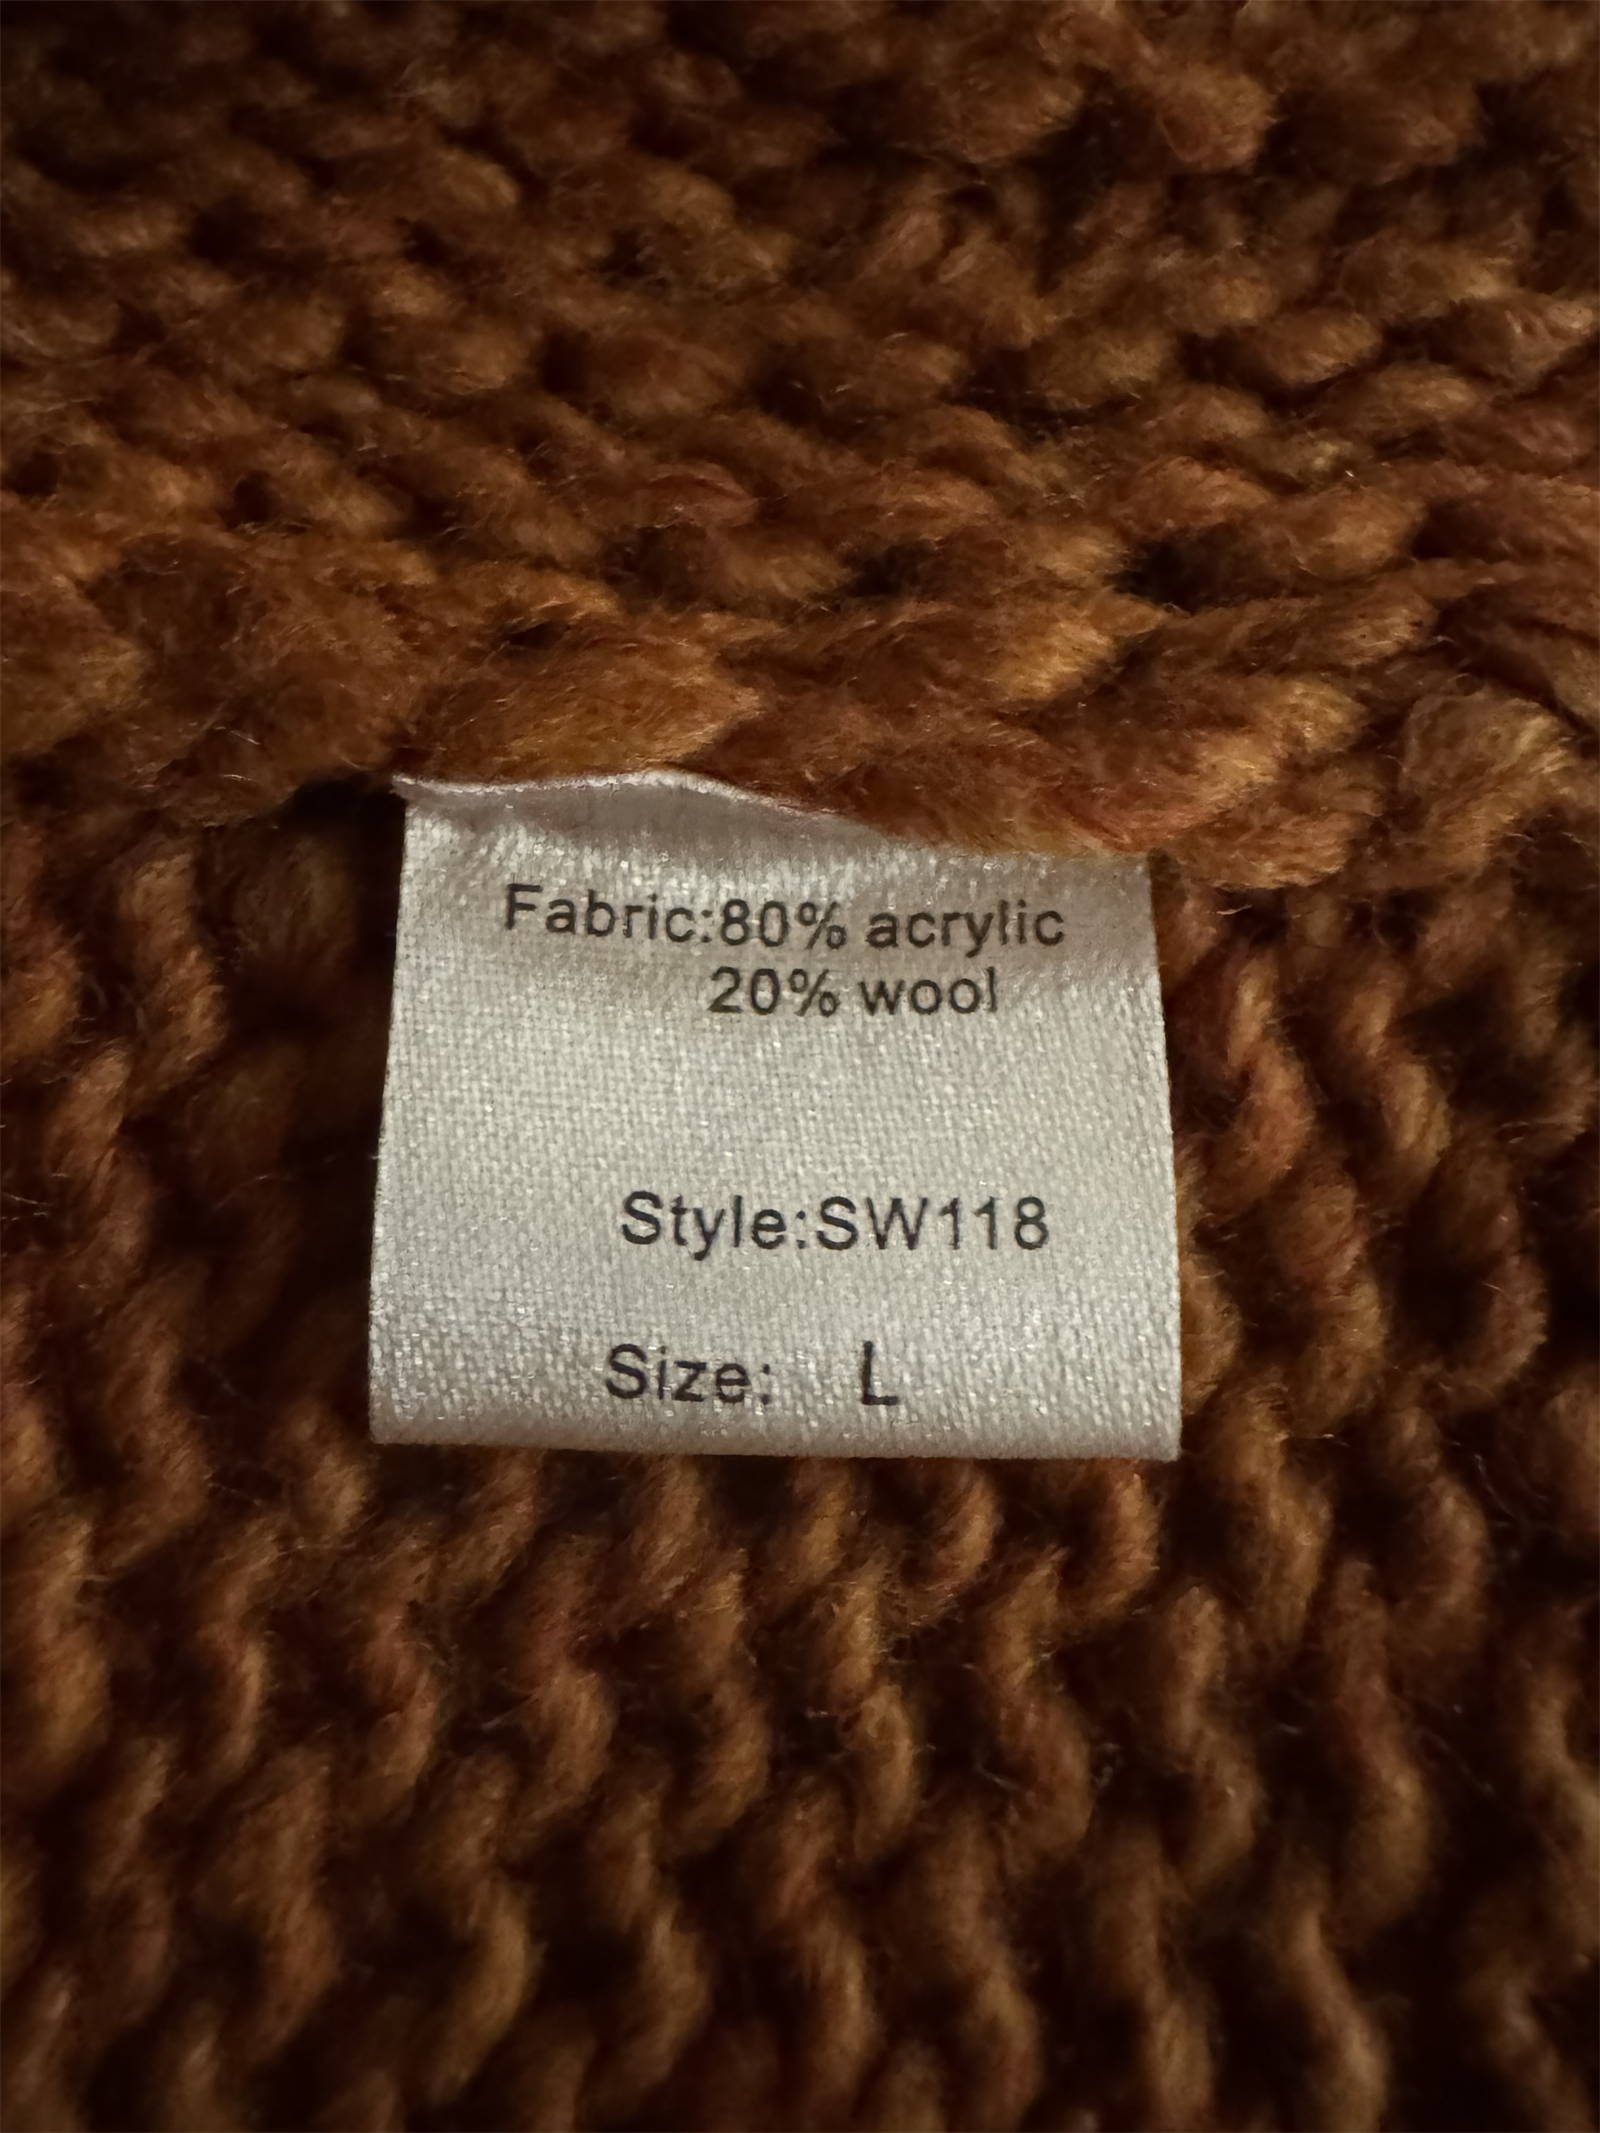 Fabric:80% acrylic
20% wool
Style:SW118
Size: L